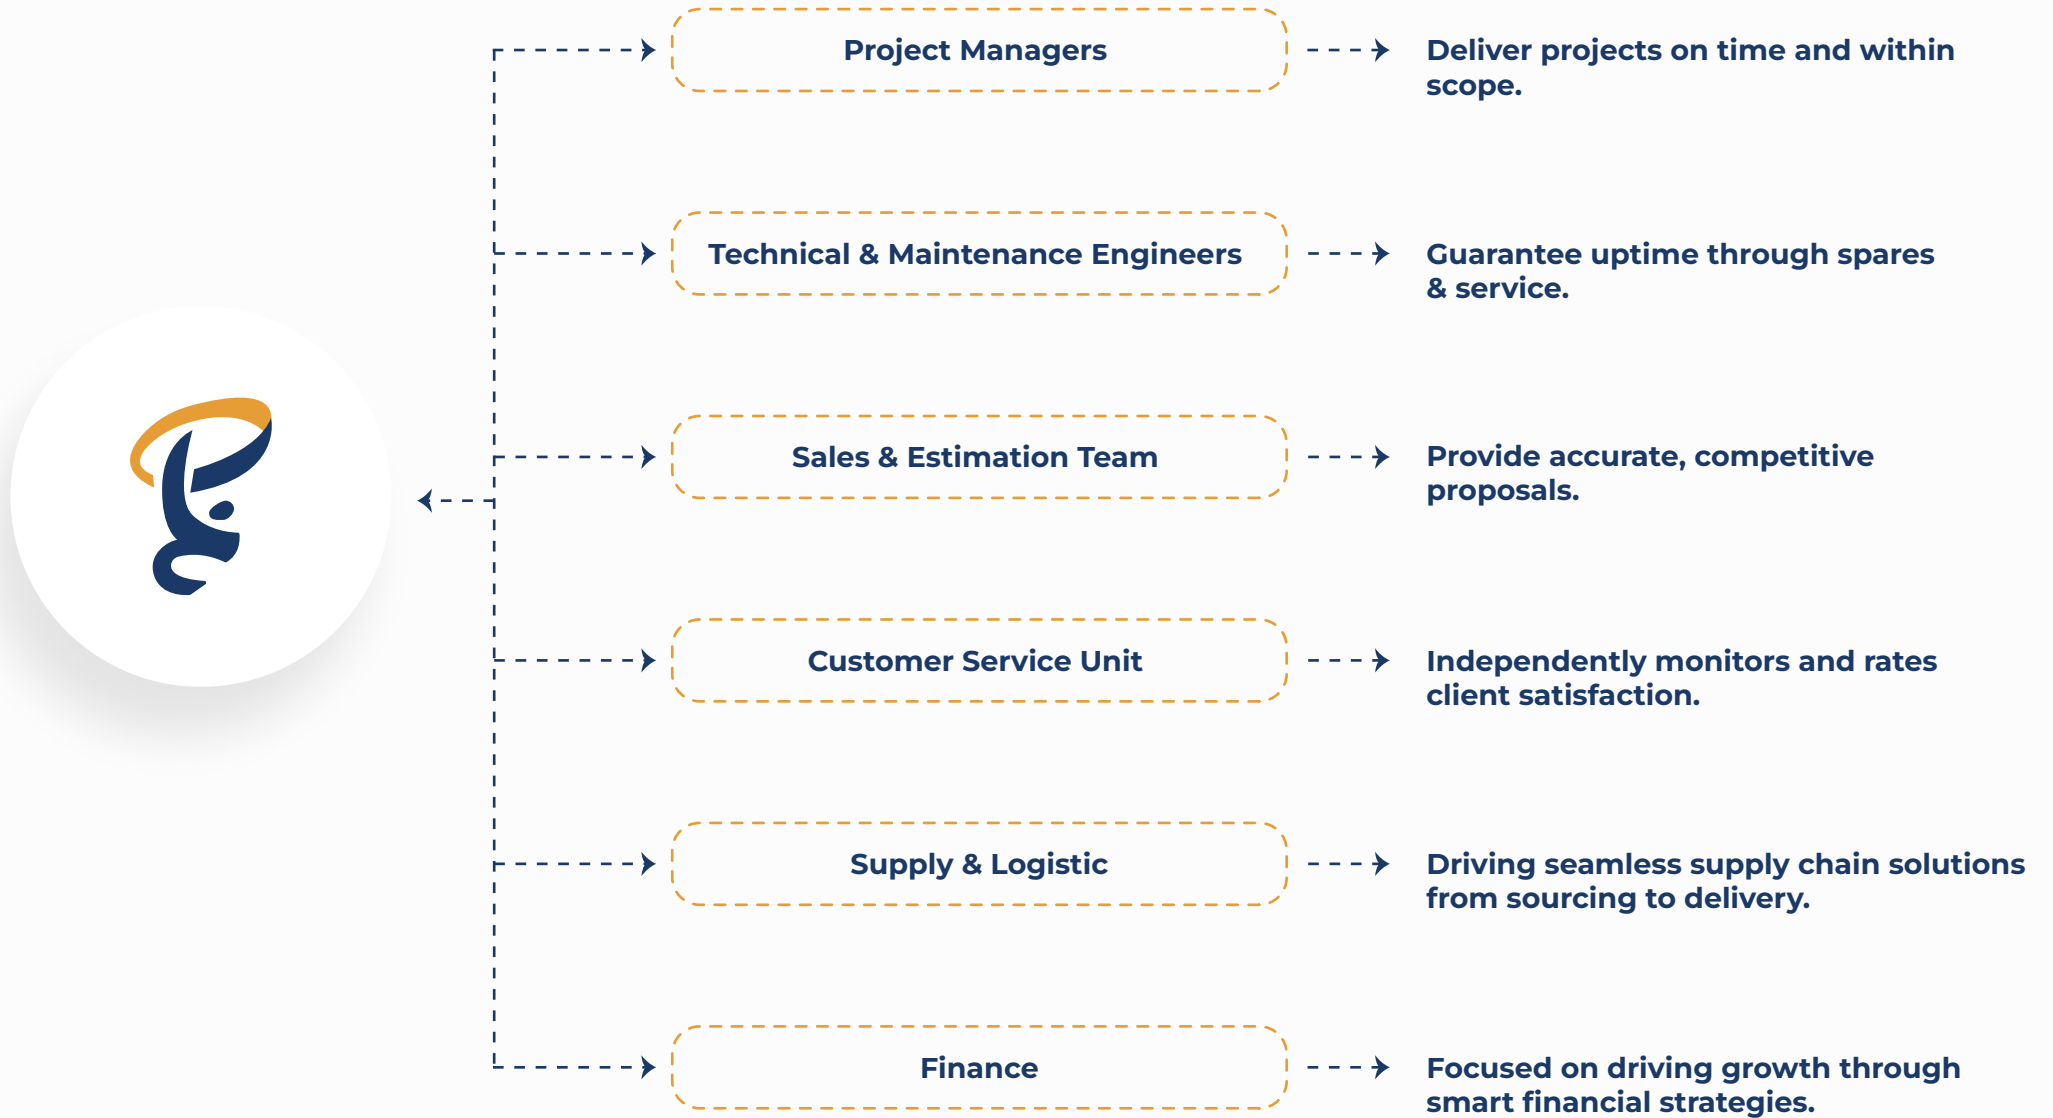 Project Managers
Deliver projects on time and within
scope.
Technical & Maintenance Engineers
Guarantee uptime through spares
& service.
Sales & Estimation Team
Provide accurate, competitive
proposals.
Customer Service Unit
Independently monitors and rates
client satisfaction.
Supply & Logistic
Driving seamless supply chain solutions
from sourcing to delivery.
Finance
Focused on driving growth through
smart financial strategies.